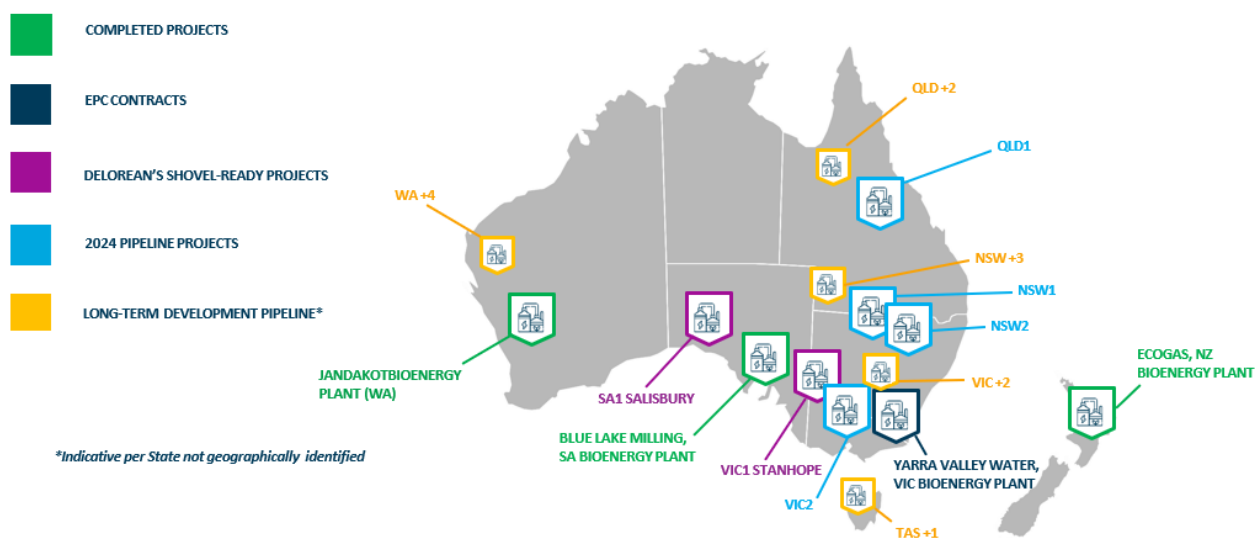 COMPLETED PROJECTS
EPC CONTRACTS
DELOREAN'S SHOVEL-READY PROJECTS
2024 PIPELINE PROJECTS
LONG-TERM DEVELOPMENT PIPELINE*
QLD +2
QLD1
WA +4
NSW +3
NSW1
NSW2
JANDAKOTBIOENERGY
PLANT (WA)
SA1 SALISBURY
VIC +2
ECOGAS, NZ
BIOENERGY PLANT
BLUE LAKE MILLING,
SA BIOENERGY PLANT
VIC1 STANHOPE
YARRA VALLEY WATER,
VIC BIOENERGY PLANT
VIC2
TAS +1
*Indicative per State not geographically identified